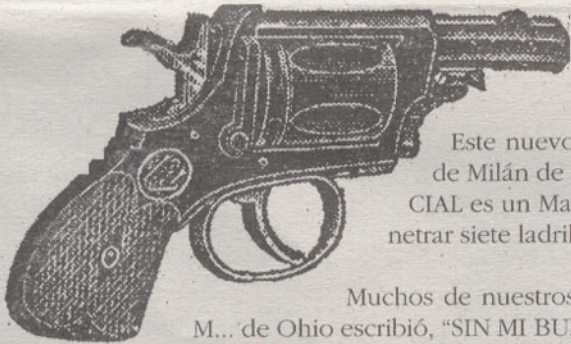 Este nuevo
de Milán de
CIAL es un Ma
netrar siete ladril
Muchos de nuestros
M... de Ohio escribió, “SIN MI BU